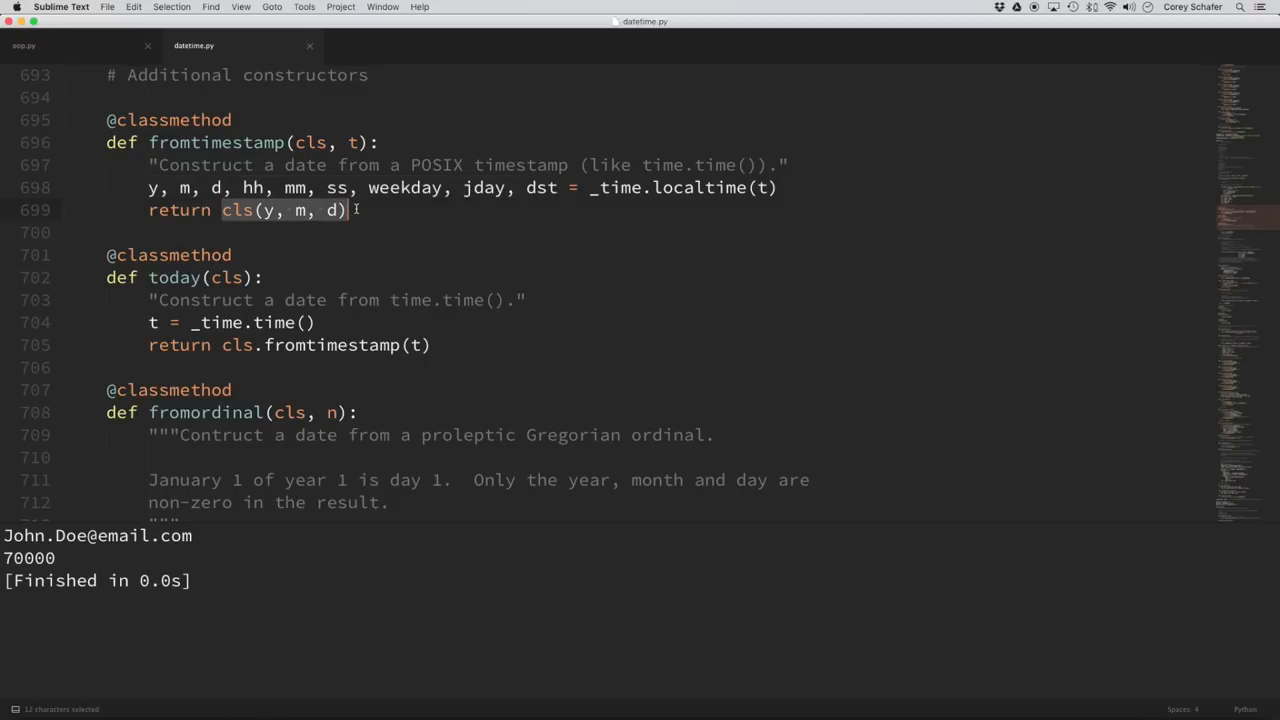 Sublime Text File Edit Selection Find View Goto Tools Project Window Help Corey Schafer
datetime.py
oop.py datetime.py
693 # Additional constructors
694
695 @classmethod
696 def fromtimestamp(cls, t):
697 "Construct a date from a POSIX timestamp (like time.time())."
698 y, m, d, hh, mm, ss, weekday, jday, dst = _time.localtime(t)
699 return cls(y, m, d)
700
701 @classmethod
702 def today(cls):
703 "Construct a date from time.time()."
704 t = _time.time()
705 return cls.fromtimestamp(t)
706
707 @classmethod
708 def fromordinal(cls, n):
709 """Contruct a date from a proleptic Gregorian ordinal.
710
711 January 1 of year 1 is day 1.  Only the year, month and day are
712 non-zero in the result.
"""
John.Doe@email.com
70000
[Finished in 0.0s]
12 characters selected Spaces: 4 Python